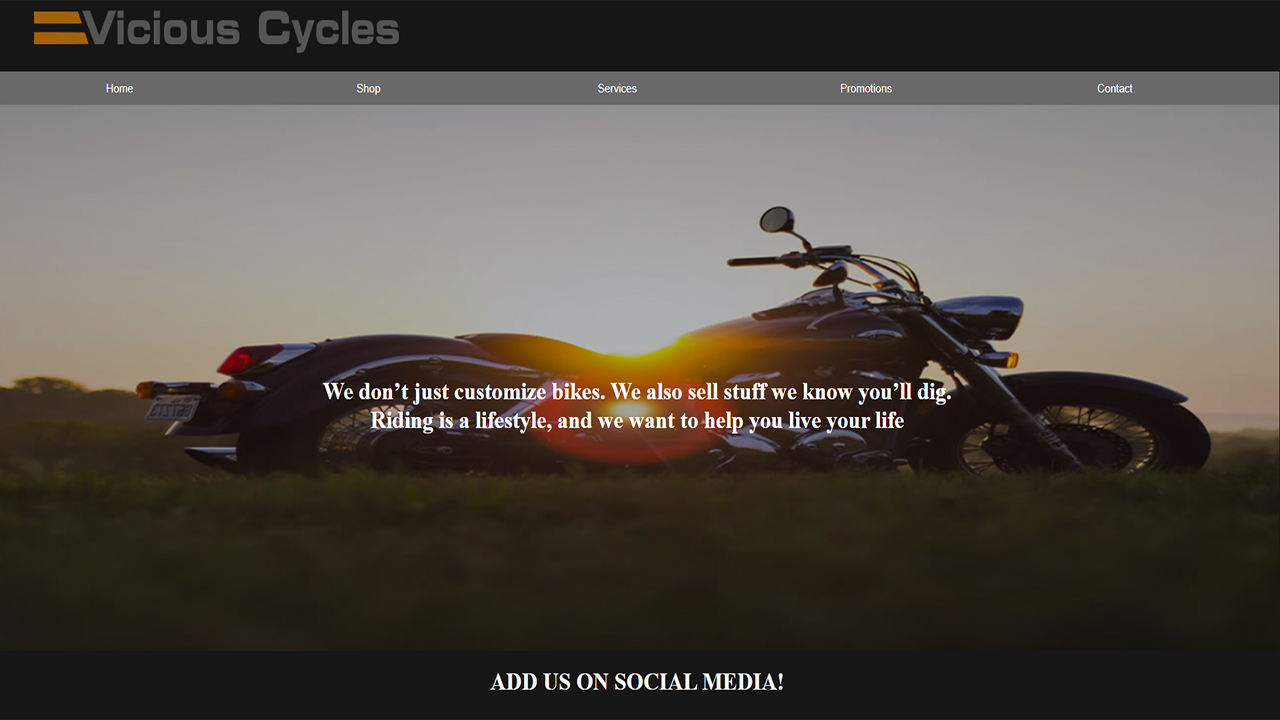 Vicious Cycles
Home Shop Services Promotions Contact
We don’t just customize bikes. We also sell stuff we know you’ll dig.
Riding is a lifestyle, and we want to help you live your life
ADD US ON SOCIAL MEDIA!